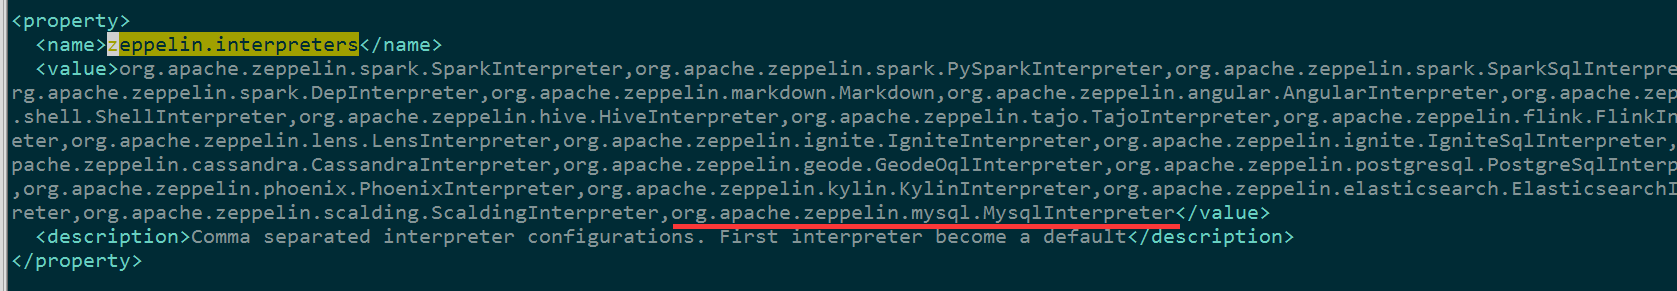 <property>
<name>zeppelin.interpreters</name>
<value>org.apache.zeppelin.spark.SparkInterpreter,org.apache.zeppelin.spark.PySparkInterpreter,org.apache.zeppelin.spark.SparkSqlInterpre
rg.apache.zeppelin.spark.DepInterpreter,org.apache.zeppelin.markdown.Markdown,org.apache.zeppelin.angular.AngularInterpreter,org.apache.zep
.shell.ShellInterpreter,org.apache.zeppelin.hive.HiveInterpreter,org.apache.zeppelin.tajo.TajoInterpreter,org.apache.zeppelin.flink.FlinkIn
eter,org.apache.zeppelin.lens.LensInterpreter,org.apache.zeppelin.ignite.IgniteInterpreter,org.apache.zeppelin.ignite.IgniteSqlInterpreter,
pache.zeppelin.cassandra.CassandraInterpreter,org.apache.zeppelin.geode.GeodeOqlInterpreter,org.apache.zeppelin.postgresql.PostgreSqlInterp
,org.apache.zeppelin.phoenix.PhoenixInterpreter,org.apache.zeppelin.kylin.KylinInterpreter,org.apache.zeppelin.elasticsearch.ElasticsearchI
reter,org.apache.zeppelin.scalding.ScaldingInterpreter,org.apache.zeppelin.mysql.MysqlInterpreter</value>
<description>Comma separated interpreter configurations. First interpreter become a default</description>
</property>